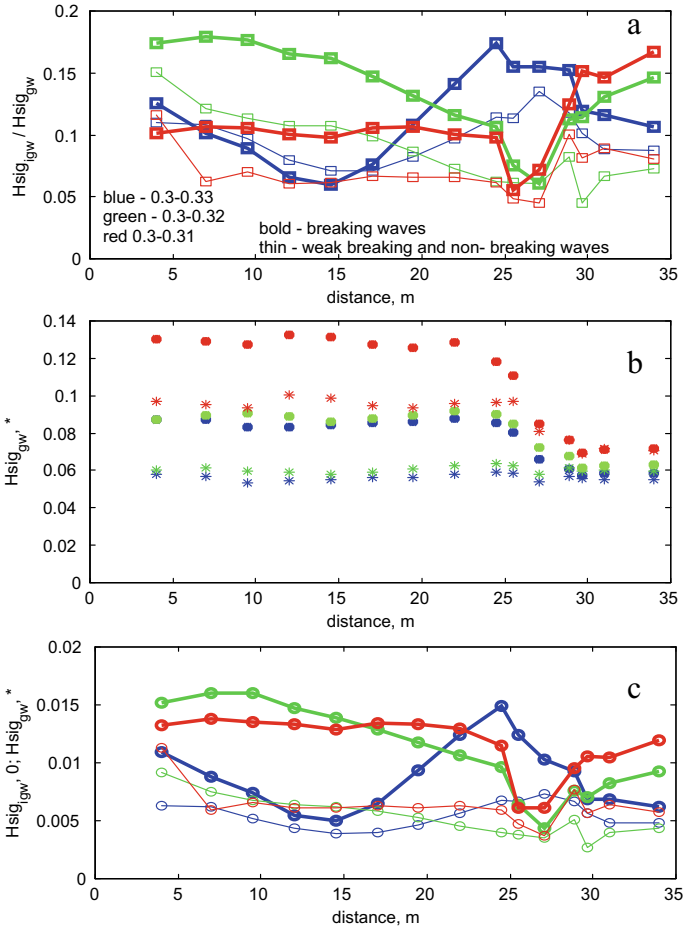 a
0.2
0.15
0.1
0.05
0
Hsig_igw / Hsig_gw
blue - 0.3-0.33
green - 0.3-0.32
red 0.3-0.31
bold - breaking waves
thin - weak breaking and non- breaking waves
0 5 10 15 20 25 30 35
distance, m
b
0.14
0.12
0.1
0.08
0.06
0.04
0.02
0
Hsig_gw, *
0 5 10 15 20 25 30 35
distance, m
c
0.02
0.015
0.01
0.005
0
Hsig_igw, 0; Hsig_gw, *
0 5 10 15 20 25 30 35
distance, m